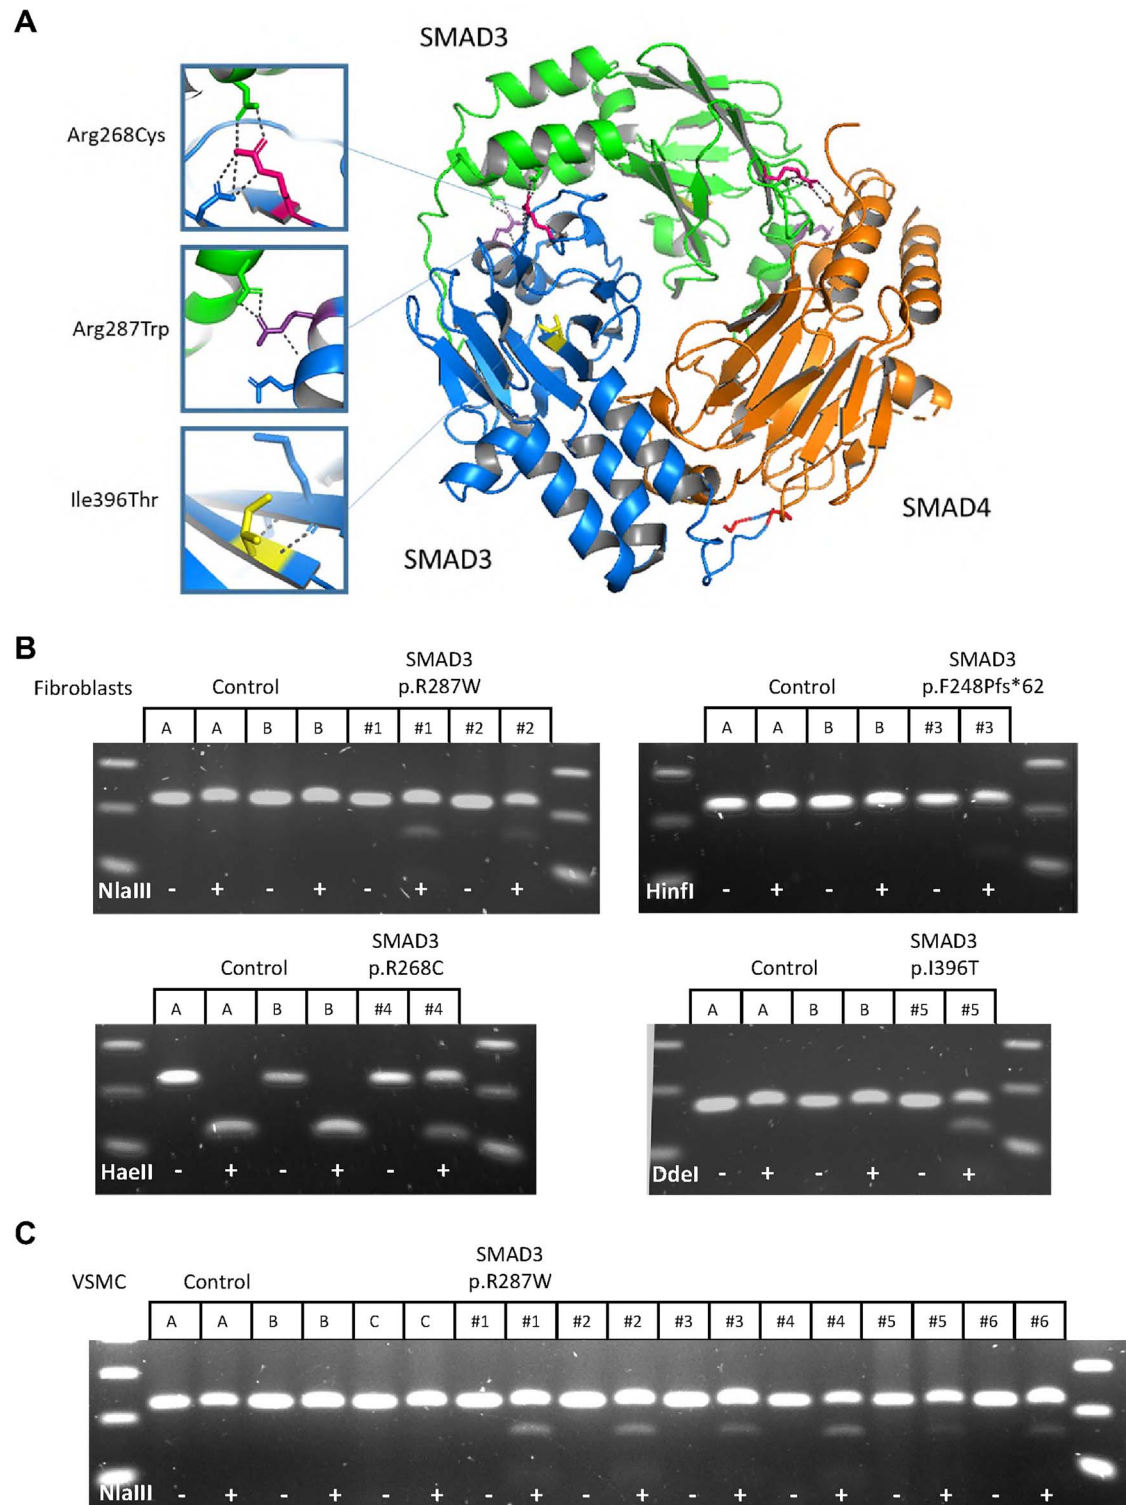 A
SMAD3
Arg268Cys
Arg287Trp
Ile396Thr
SMAD4
SMAD3
B
Fibroblasts
Control
SMAD3
p.R287W
A A B B #1 #1 #2 #2
NlaIII - + - + - + - +
Control
SMAD3
p.F248Pfs*62
A A B B #3 #3
HinfI - + - + - +
Control
SMAD3
p.R268C
A A B B #4 #4
HaeII - + - + - +
Control
SMAD3
p.I396T
A A B B #5 #5
DdeI - + - + - +
C
VSMC
Control
SMAD3
p.R287W
A A B B C C #1 #1 #2 #2 #3 #3 #4 #4 #5 #5 #6 #6
NlaIII - + - + - + - + - + - + - + - + - +